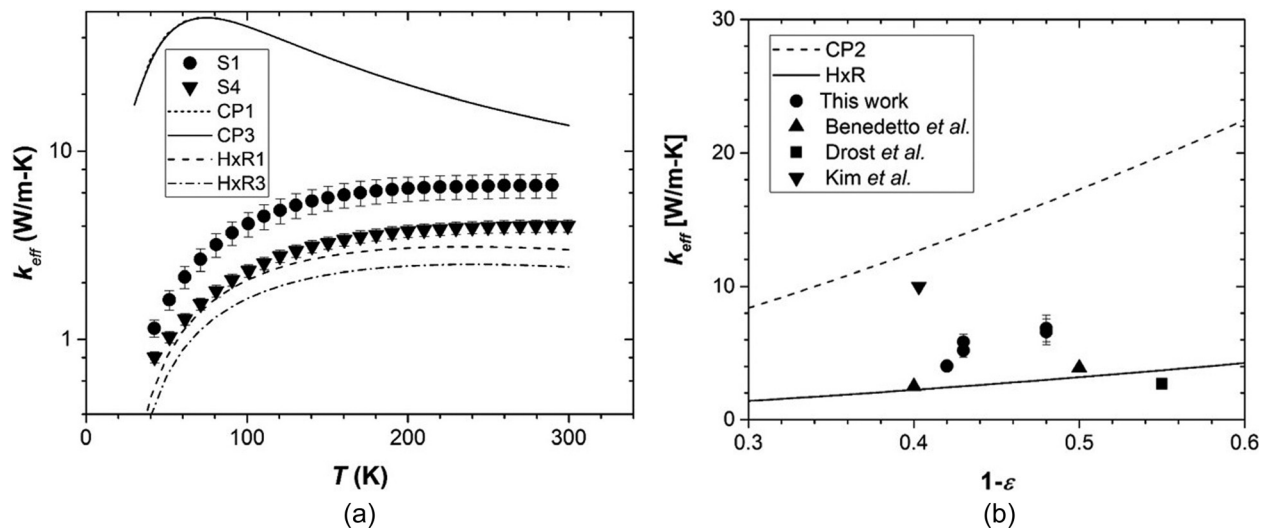 S1
S4
CP1
CP3
HxR1
HxR3
10
1
k_eff (W/m-K)
0 100 200 300
T (K)
(a)
CP2
HxR
This work
Benedetto et al.
Drost et al.
Kim et al.
30
20
10
0
k_eff [W/m-K]
0.3 0.4 0.5 0.6
1-ε
(b)